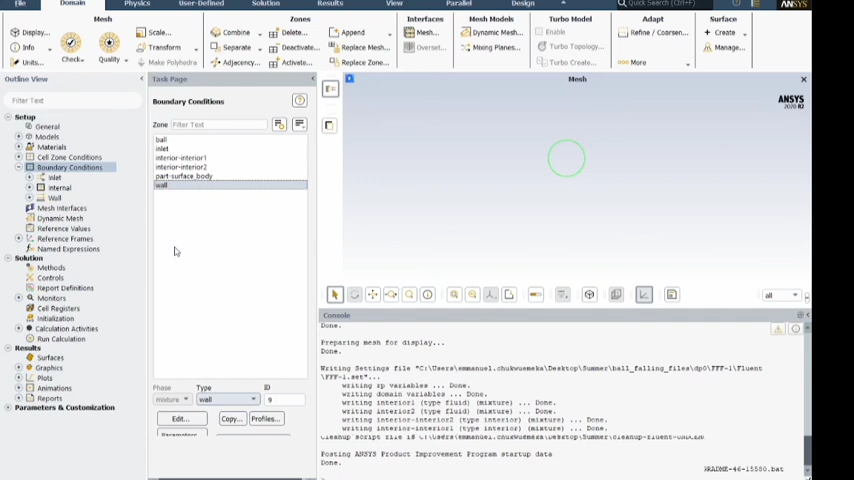 File Domain Physics User-Defined Solution Results View Parallel Design Quick Search (Ctrl+F) ANSYS
Mesh Zones Interfaces Mesh Models Turbo Model Adapt Surface
Display... Scale... Combine Delete... Append Mesh... Dynamic Mesh... Enable Refine / Coarsen... Create
Info Transform Separate Deactivate... Replace Mesh... Overset... Mixing Planes... Turbo Topology... Manage...
Units... Check Quality Make Polyhedra Adjacency... Activate... Replace Zone... Turbo Create... More
Outline View
Filter Text
Setup
General
Models
Materials
Cell Zone Conditions
Boundary Conditions
Inlet
Internal
Wall
Mesh Interfaces
Dynamic Mesh
Reference Values
Reference Frames
Named Expressions
Solution
Methods
Controls
Report Definitions
Monitors
Cell Registers
Initialization
Calculation Activities
Run Calculation
Results
Surfaces
Graphics
Plots
Animations
Reports
Parameters & Customization
Task Page
Boundary Conditions
Zone Filter Text
ball
inlet
interior-interior1
interior-interior2
part-surface_body
wall
Phase Type ID
mixture wall 9
Edit... Copy... Profiles...
Parameters...
Mesh
ANSYS
2020 R2
all
Console
Done.
Preparing mesh for display...
Done.
Writing Settings file "C:\Users\emmanuel.chukwuemeka\Desktop\Summer\ball_falling_files\dp0\FFF-1\Fluent
\FFF-1.set"...
writing rp variables ... Done.
writing domain variables ... Done.
writing interior1 (type fluid) (mixture) ... Done.
writing interior2 (type fluid) (mixture) ... Done.
writing interior-interior2 (type interior) (mixture) ... Done.
writing interior-interior1 (type interior) (mixture) ... Done.
Posting ANSYS Product Improvement Program startup data
Done.